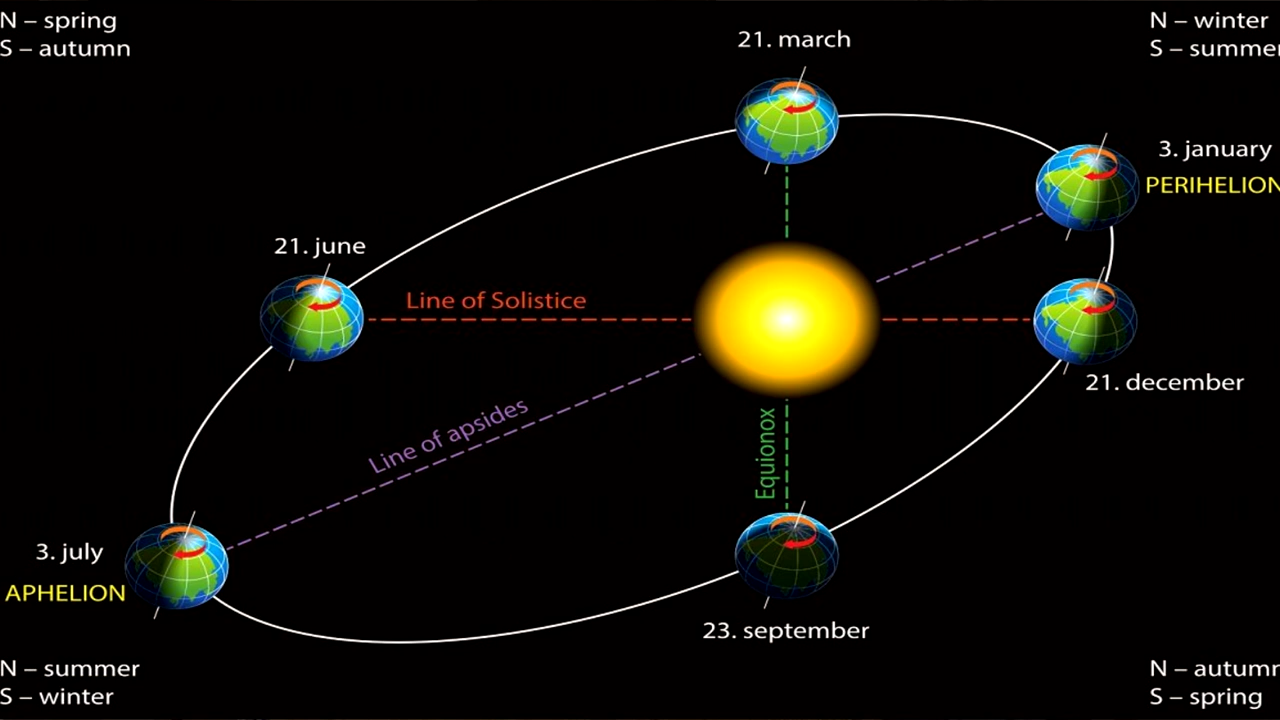 N – spring
S – autumn
21. march
N – winter
S – summer
3. january
PERIHELION
21. june
Line of Solistice
21. december
Line of apsides
Equionox
3. july
APHELION
23. september
N – summer
S – winter
N – autumn
S – spring